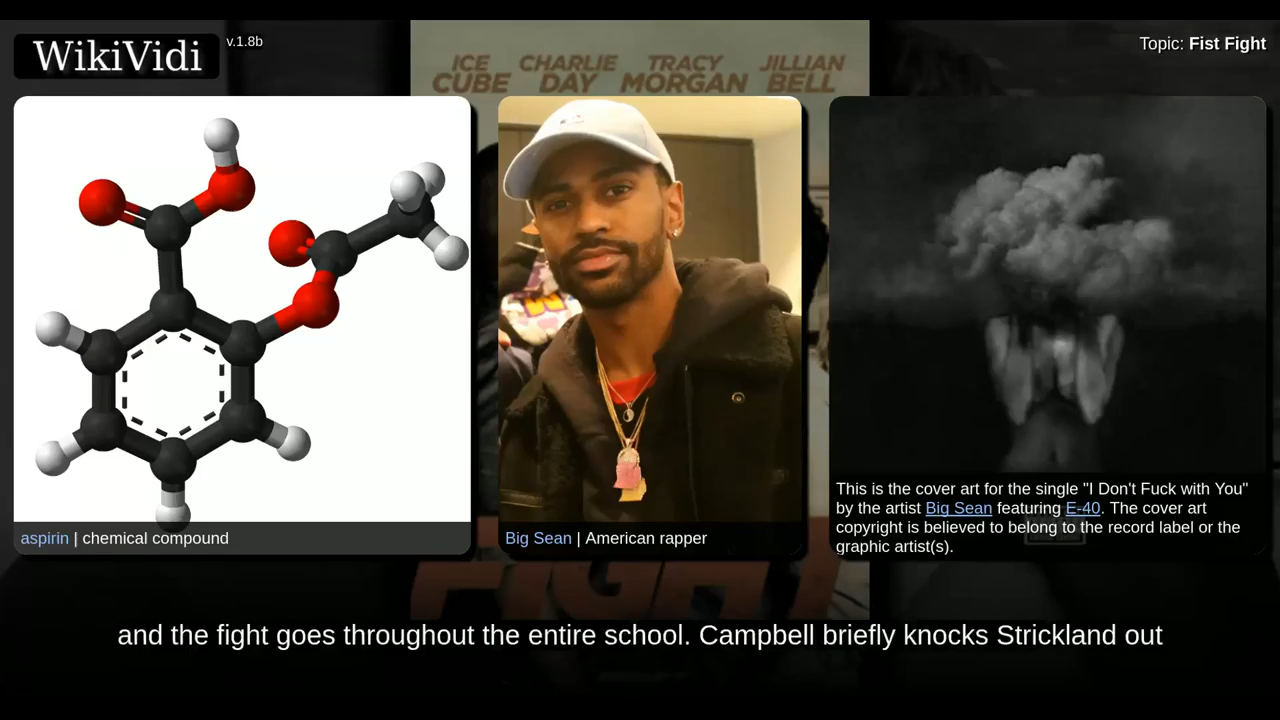 WikiVidi
v.1.8b
Topic: Fist Fight
ICE CUBE
CHARLIE DAY
TRACY MORGAN
JILLIAN BELL
aspirin | chemical compound
Big Sean | American rapper
This is the cover art for the single "I Don't Fuck with You"
by the artist Big Sean featuring E-40. The cover art
copyright is believed to belong to the record label or the
graphic artist(s).
FIGHT
and the fight goes throughout the entire school. Campbell briefly knocks Strickland out